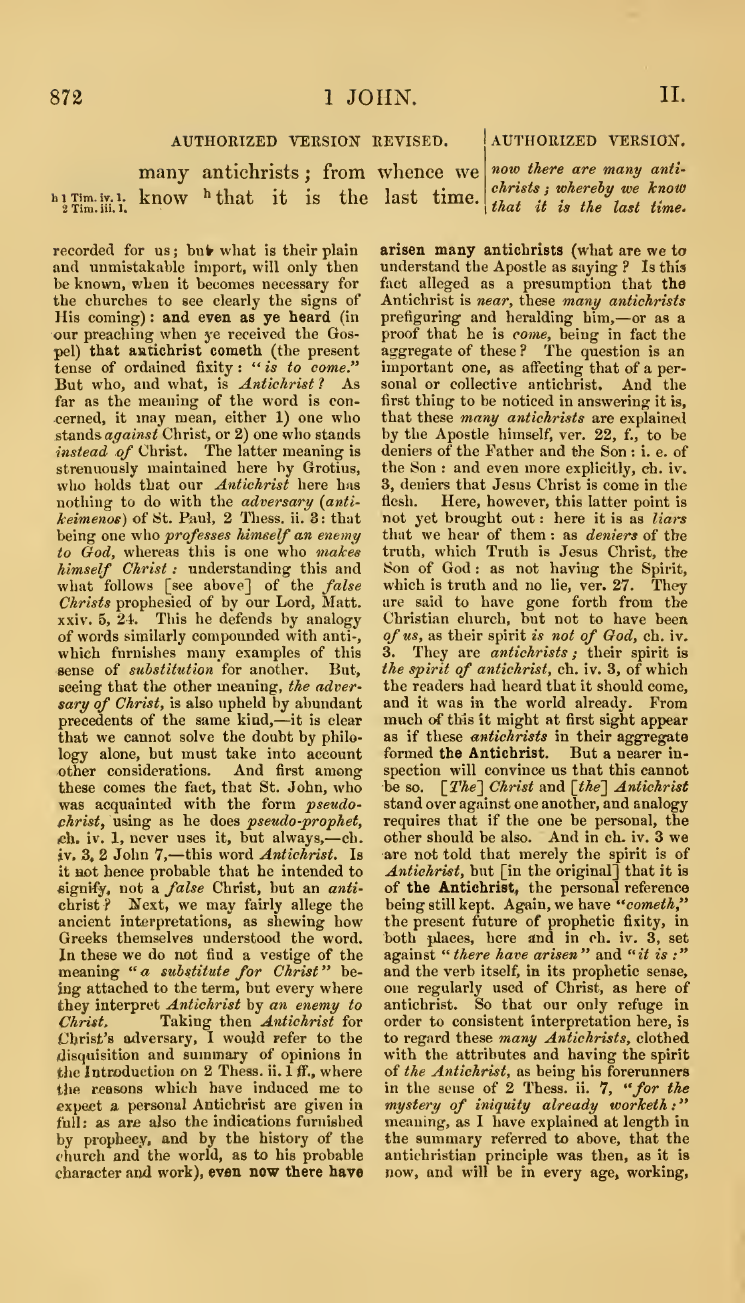 872
1 JOHN.
II.
AUTHORIZED VERSION REVISED.
many antichrists ; from whence we
h 1 Tim. iv. 1.
2 Tim. iii. 1.
know h that it is the last time.
AUTHORIZED VERSION.
now there are many anti-
christs ; whereby we know
that it is the last time.
recorded for us ; but what is their plain
and unmistakable import, will only then
be known, when it becomes necessary for
the churches to see clearly the signs of
His coming) : and even as ye heard (in
our preaching when ye received the Gos-
pel) that antichrist cometh (the present
tense of ordained fixity : “is to come.”
But who, and what, is Antichrist ? As
far as the meaning of the word is con-
cerned, it may mean, either 1) one who
stands against Christ, or 2) one who stands
instead of Christ. The latter meaning is
strenuously maintained here by Grotius,
who holds that our Antichrist here has
nothing to do with the adversary (anti-
keimenos) of St. Paul, 2 Thess. ii. 3 : that
being one who professes himself an enemy
to God, whereas this is one who makes
himself Christ : understanding this and
what follows [see above] of the false
Christs prophesied of by our Lord, Matt.
xxiv. 5, 24. This he defends by analogy
of words similarly compounded with anti-,
which furnishes many examples of this
sense of substitution for another. But,
seeing that the other meaning, the adver-
sary of Christ, is also upheld by abundant
precedents of the same kind,—it is clear
that we cannot solve the doubt by philo-
logy alone, but must take into account
other considerations. And first among
these comes the fact, that St. John, who
was acquainted with the form pseudo-
christ, using as he does pseudo-prophet,
ch. iv. 1, never uses it, but always,—ch.
iv. 3, 2 John 7,—this word Antichrist. Is
it not hence probable that he intended to
signify, not a false Christ, but an anti-
christ ? Next, we may fairly allege the
ancient interpretations, as shewing how
Greeks themselves understood the word.
In these we do not find a vestige of the
meaning “a substitute for Christ” be-
ing attached to the term, but every where
they interpret Antichrist by an enemy to
Christ. Taking then Antichrist for
Christ's adversary, I would refer to the
disquisition and summary of opinions in
the Introduction on 2 Thess. ii. 1 ff., where
the reasons which have induced me to
expect a personal Antichrist are given in
full : as are also the indications furnished
by prophecy, and by the history of the
church and the world, as to his probable
character and work), even now there have
arisen many antichrists (what are we to
understand the Apostle as saying ? Is this
fact alleged as a presumption that the
Antichrist is near, these many antichrists
prefiguring and heralding him,—or as a
proof that he is come, being in fact the
aggregate of these ? The question is an
important one, as affecting that of a per-
sonal or collective antichrist. And the
first thing to be noticed in answering it is,
that these many antichrists are explained
by the Apostle himself, ver. 22, f., to be
deniers of the Father and the Son : i. e. of
the Son : and even more explicitly, ch. iv.
3, deniers that Jesus Christ is come in the
flesh. Here, however, this latter point is
not yet brought out : here it is as liars
that we hear of them : as deniers of the
truth, which Truth is Jesus Christ, the
Son of God : as not having the Spirit,
which is truth and no lie, ver. 27. They
are said to have gone forth from the
Christian church, but not to have been
of us, as their spirit is not of God, ch. iv.
3. They are antichrists ; their spirit is
the spirit of antichrist, ch. iv. 3, of which
the readers had heard that it should come,
and it was in the world already. From
much of this it might at first sight appear
as if these antichrists in their aggregate
formed the Antichrist. But a nearer in-
spection will convince us that this cannot
be so. [The] Christ and [the] Antichrist
stand over against one another, and analogy
requires that if the one be personal, the
other should be also. And in ch. iv. 3 we
are not told that merely the spirit is of
Antichrist, but [in the original] that it is
of the Antichrist, the personal reference
being still kept. Again, we have “cometh,”
the present future of prophetic fixity, in
both places, here and in ch. iv. 3, set
against “there have arisen” and “it is :”
and the verb itself, in its prophetic sense,
one regularly used of Christ, as here of
antichrist. So that our only refuge in
order to consistent interpretation here, is
to regard these many Antichrists, clothed
with the attributes and having the spirit
of the Antichrist, as being his forerunners
in the sense of 2 Thess. ii. 7, “for the
mystery of iniquity already worketh :”
meaning, as I have explained at length in
the summary referred to above, that the
antichristian principle was then, as it is
now, and will be in every age, working,